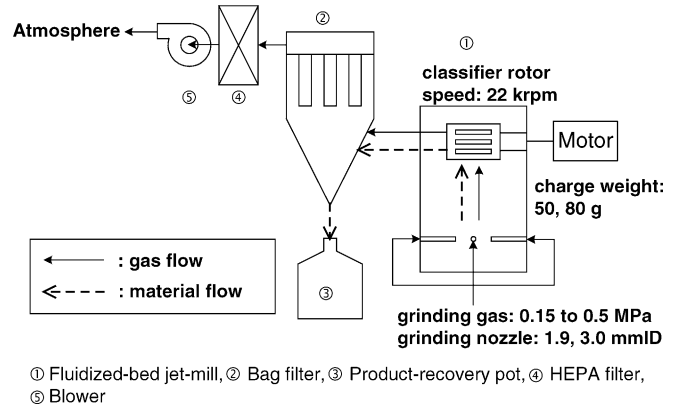 ②
Atmosphere
①
classifier rotor
speed: 22 krpm
⑤
④
Motor
charge weight:
50, 80 g
: gas flow
: material flow
③
grinding gas: 0.15 to 0.5 MPa
grinding nozzle: 1.9, 3.0 mmID
① Fluidized-bed jet-mill, ② Bag filter, ③ Product-recovery pot, ④ HEPA filter,
⑤ Blower